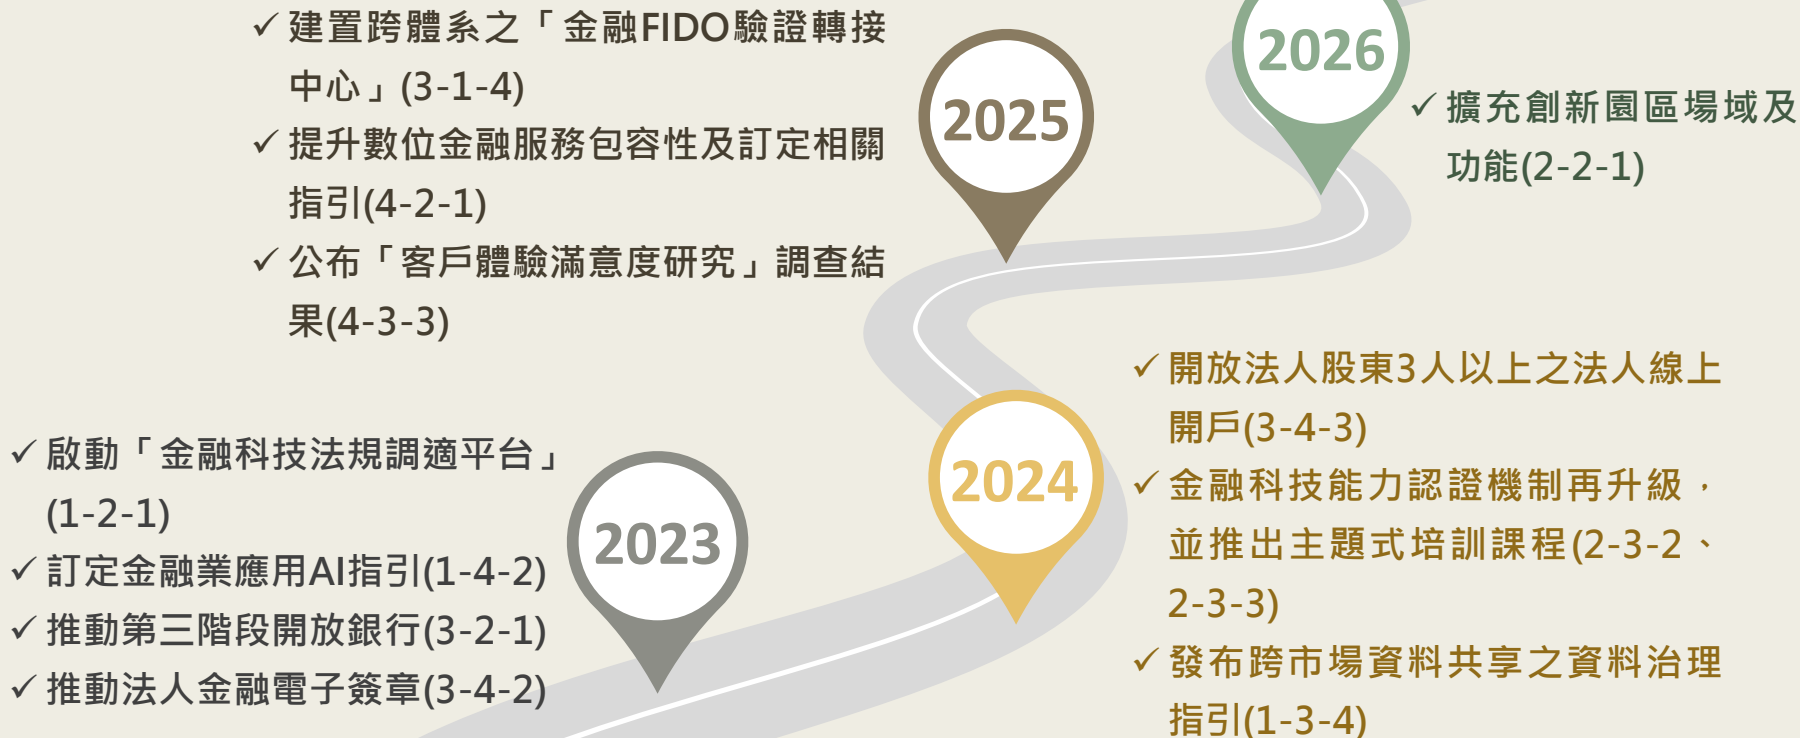 ✓建置跨體系之「金融FIDO驗證轉接
中心」(3-1-4)
✓提升數位金融服務包容性及訂定相關
指引(4-2-1)
✓公布「客戶體驗滿意度研究」調查結
果(4-3-3)
2025
2026
✓擴充創新園區場域及
功能(2-2-1)
✓啟動「金融科技法規調適平台」
(1-2-1)
✓訂定金融業應用AI指引(1-4-2)
✓推動第三階段開放銀行(3-2-1)
✓推動法人金融電子簽章(3-4-2)
2023
2024
✓開放法人股東3人以上之法人線上
開戶(3-4-3)
✓金融科技能力認證機制再升級，
並推出主題式培訓課程(2-3-2、
2-3-3)
✓發布跨市場資料共享之資料治理
指引(1-3-4)